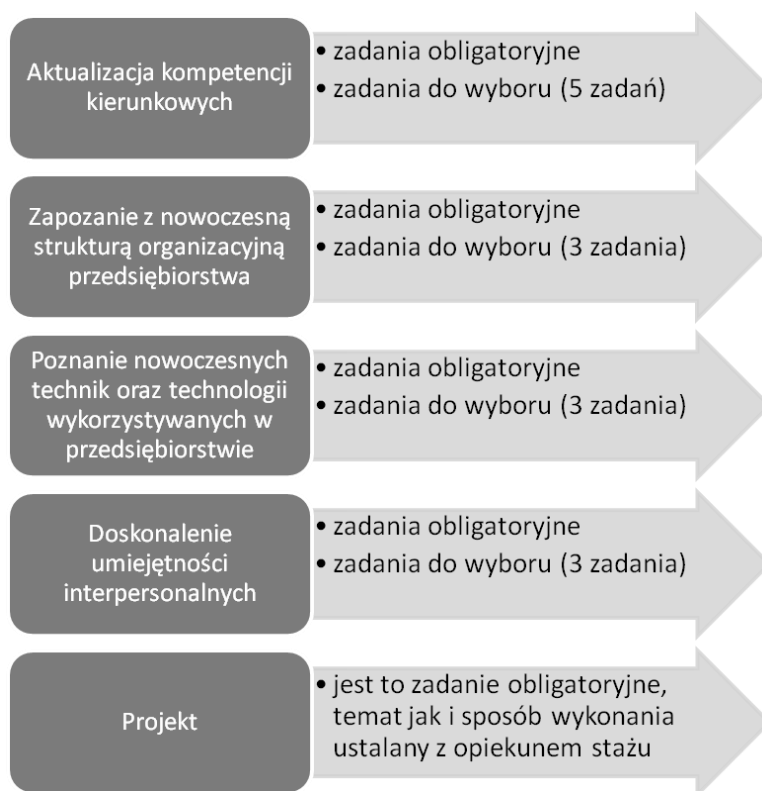 Aktualizacja kompetencji
kierunkowych
• zadania obligatoryjne
• zadania do wyboru (5 zadań)
Zapozanie z nowoczesną
strukturą organizacyjną
przedsiębiorstwa
• zadania obligatoryjne
• zadania do wyboru (3 zadania)
Poznanie nowoczesnych
technik oraz technologii
wykorzystywanych w
przedsiębiorstwie
• zadania obligatoryjne
• zadania do wyboru (3 zadania)
Doskonalenie
umiejętności
interpersonalnych
• zadania obligatoryjne
• zadania do wyboru (3 zadania)
Projekt
• jest to zadanie obligatoryjne,
temat jak i sposób wykonania
ustalany z opiekunem stażu